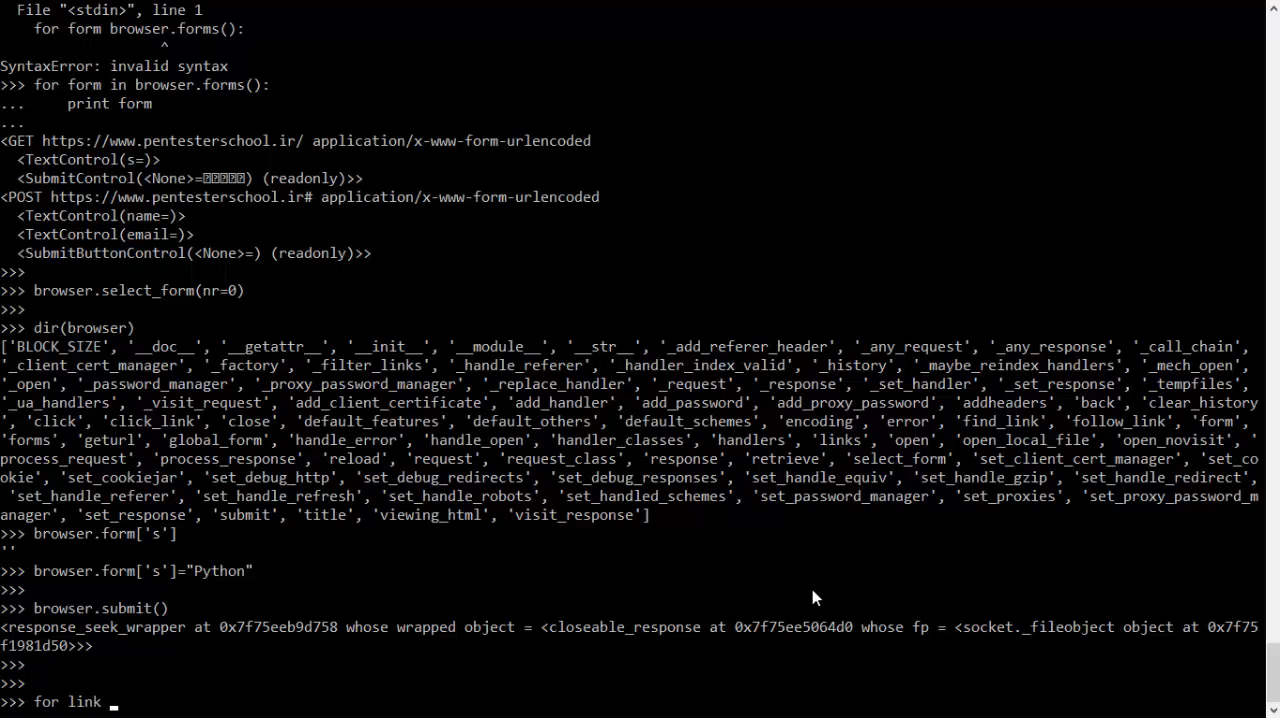 File "<stdin>", line 1
for form browser.forms():
^
SyntaxError: invalid syntax
>>> for form in browser.forms():
...     print form
...
<GET https://www.pentesterschool.ir/ application/x-www-form-urlencoded
<TextControl(s=)>
<SubmitControl(<None>=) (readonly)>>
<POST https://www.pentesterschool.ir# application/x-www-form-urlencoded
<TextControl(name=)>
<TextControl(email=)>
<SubmitButtonControl(<None>=) (readonly)>>
>>>
>>> browser.select_form(nr=0)
>>>
>>> dir(browser)
['BLOCK_SIZE', '__doc__', '__getattr__', '__init__', '__module__', '__str__', '_add_referer_header', '_any_request', '_any_response', '_call_chain',
'_client_cert_manager', '_factory', '_filter_links', '_handle_referer', '_handler_index_valid', '_history', '_maybe_reindex_handlers', '_mech_open',
'_open', '_password_manager', '_proxy_password_manager', '_replace_handler', '_request', '_response', '_set_handler', '_set_response', '_tempfiles',
'_ua_handlers', '_visit_request', 'add_client_certificate', 'add_handler', 'add_password', 'add_proxy_password', 'addheaders', 'back', 'clear_history
', 'click', 'click_link', 'close', 'default_features', 'default_others', 'default_schemes', 'encoding', 'error', 'find_link', 'follow_link', 'form',
'forms', 'geturl', 'global_form', 'handle_error', 'handle_open', 'handler_classes', 'handlers', 'links', 'open', 'open_local_file', 'open_novisit', '
process_request', 'process_response', 'reload', 'request', 'request_class', 'response', 'retrieve', 'select_form', 'set_client_cert_manager', 'set_co
okie', 'set_cookiejar', 'set_debug_http', 'set_debug_redirects', 'set_debug_responses', 'set_handle_equiv', 'set_handle_gzip', 'set_handle_redirect',
'set_handle_referer', 'set_handle_refresh', 'set_handle_robots', 'set_handled_schemes', 'set_password_manager', 'set_proxies', 'set_proxy_password_m
anager', 'set_response', 'submit', 'title', 'viewing_html', 'visit_response']
>>> browser.form['s']
''
>>> browser.form['s']="Python"
>>>
>>> browser.submit()
<response_seek_wrapper at 0x7f75eeb9d758 whose wrapped object = <closeable_response at 0x7f75ee5064d0 whose fp = <socket._fileobject object at 0x7f75
f1981d50>>>
>>>
>>>
>>> for link _